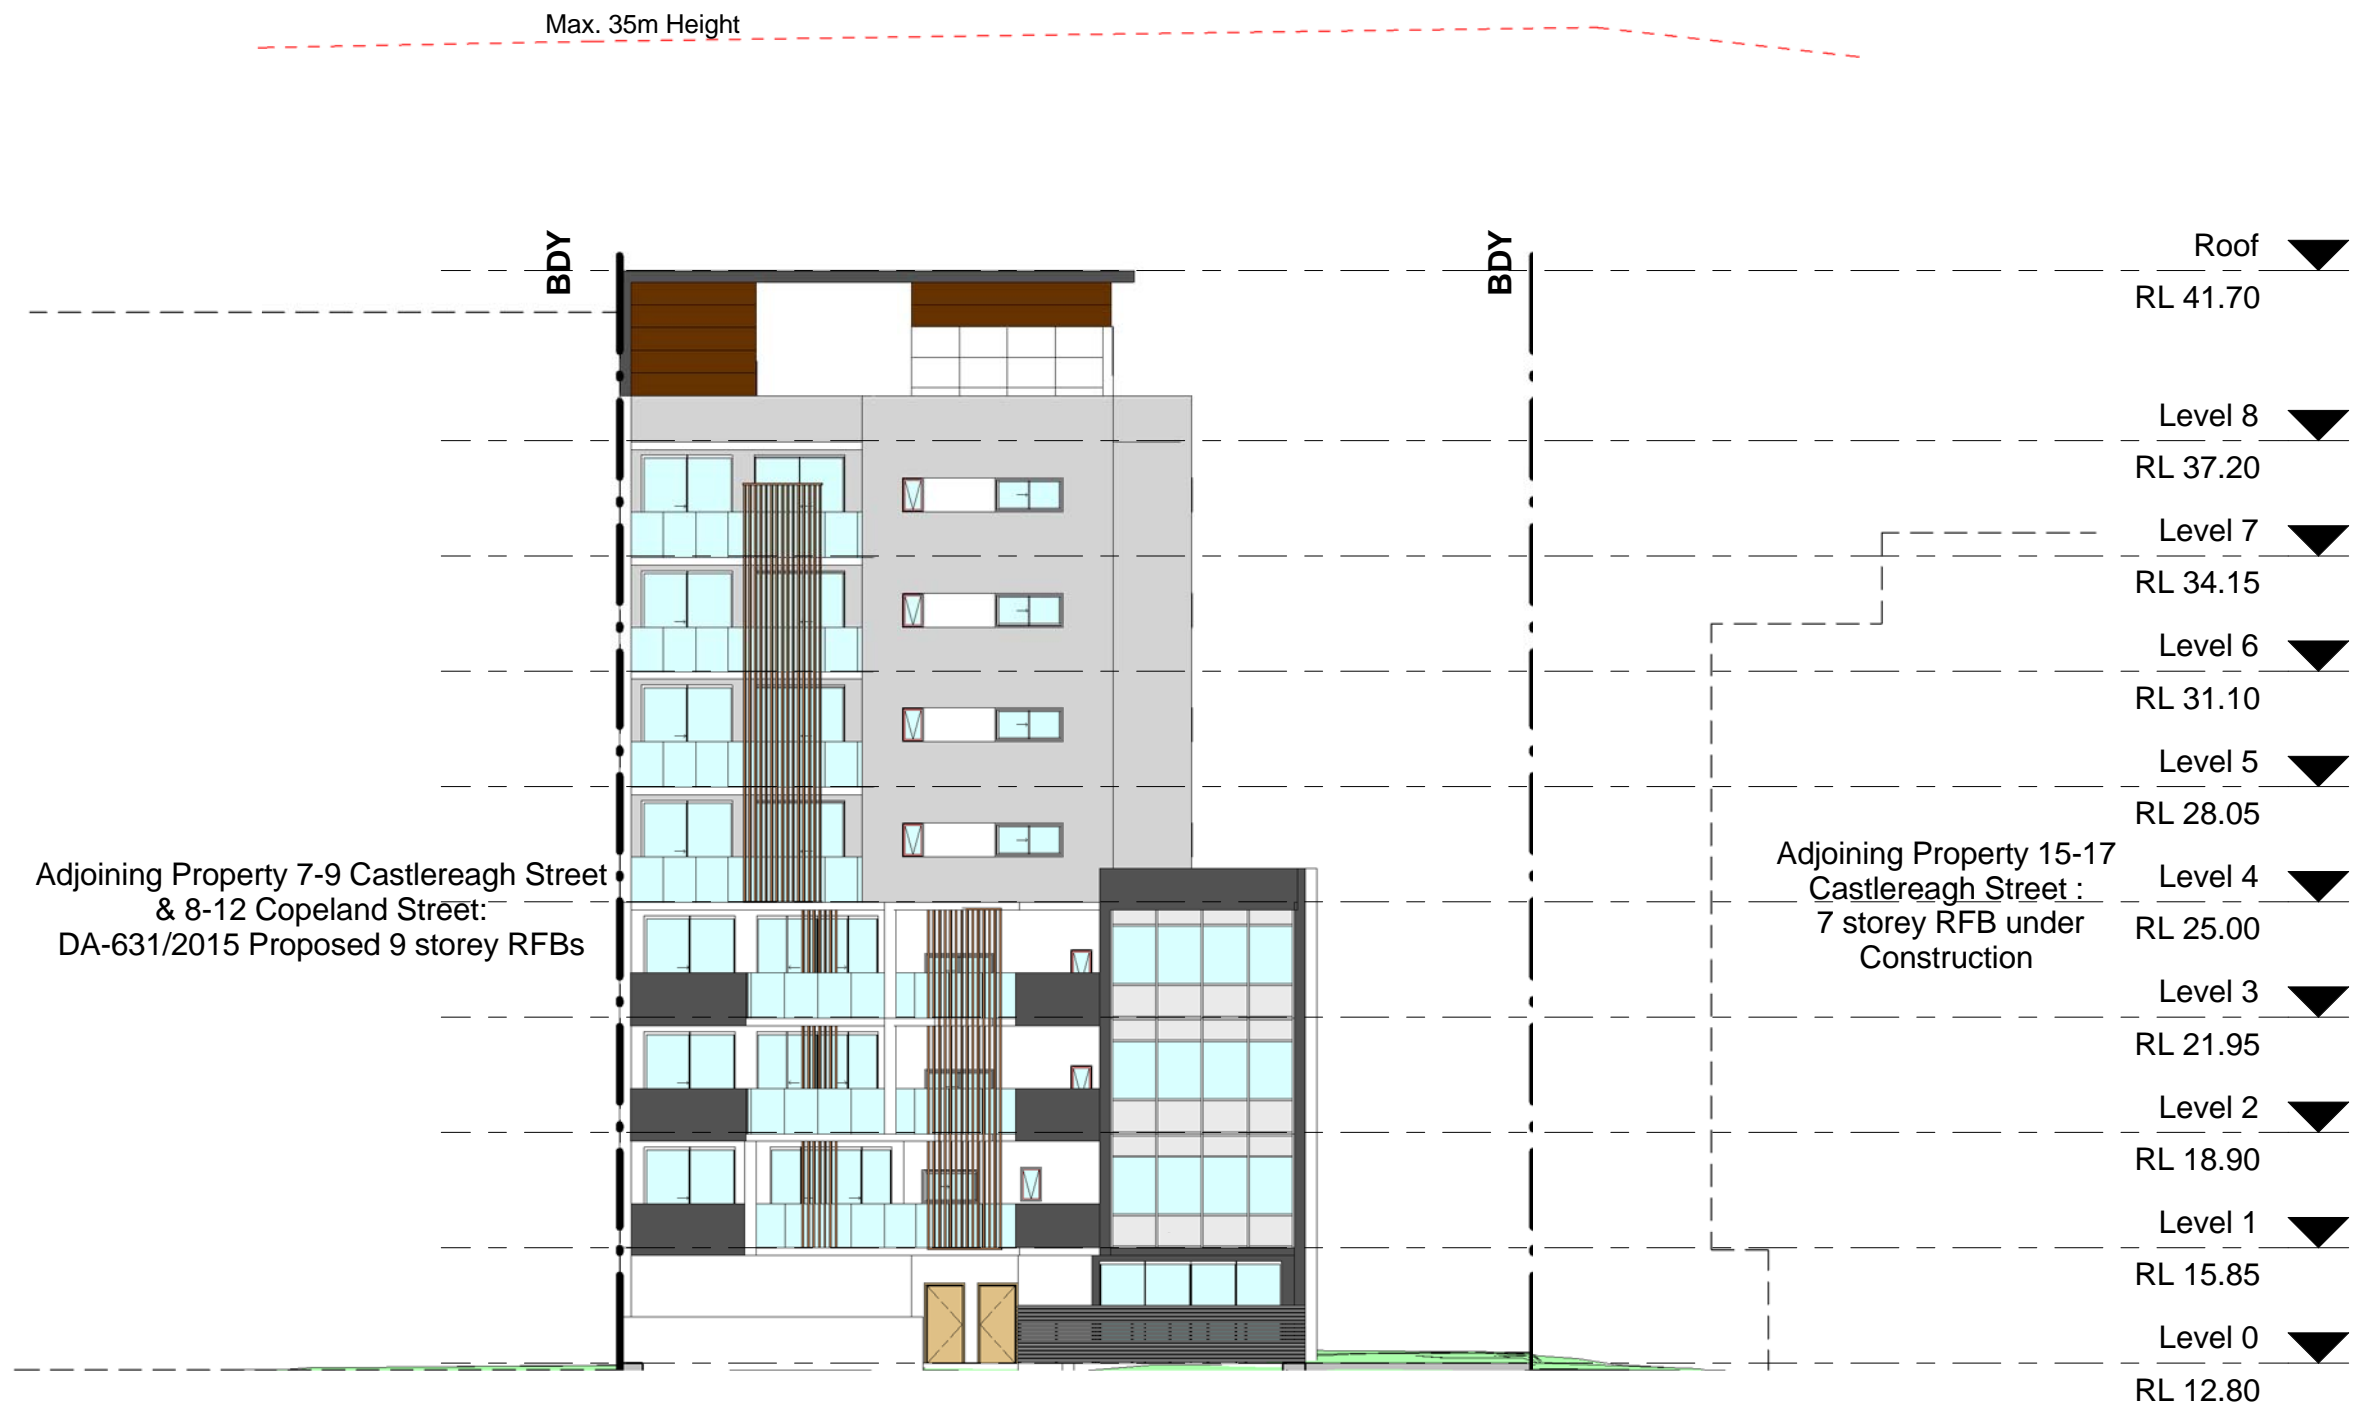 Max. 35m Height
BDY
BDY
Roof
RL 41.70
Level 8
RL 37.20
Level 7
RL 34.15
Level 6
RL 31.10
Level 5
RL 28.05
Level 4
RL 25.00
Level 3
RL 21.95
Level 2
RL 18.90
Level 1
RL 15.85
Level 0
RL 12.80
Adjoining Property 7-9 Castlereagh Street
& 8-12 Copeland Street:
DA-631/2015 Proposed 9 storey RFBs
Adjoining Property 15-17
Castlereagh Street :
7 storey RFB under
Construction